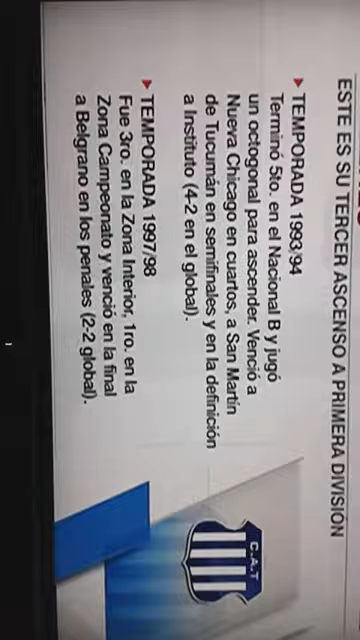 ESTE ES SU TERCER ASCENSO A PRIMERA DIVISIÓN
TEMPORADA 1993/94
Terminó 5to. en el Nacional B y jugó
un octogonal para ascender. Venció a
Nueva Chicago en cuartos, a San Martín
de Tucumán en semifinales y en la definición
a Instituto (4-2 en el global).
TEMPORADA 1997/98
Fue 3ro. en la Zona Interior, 1ro. en la
Zona Campeonato y venció en la final
a Belgrano en los penales (2-2 global).
C.A.T